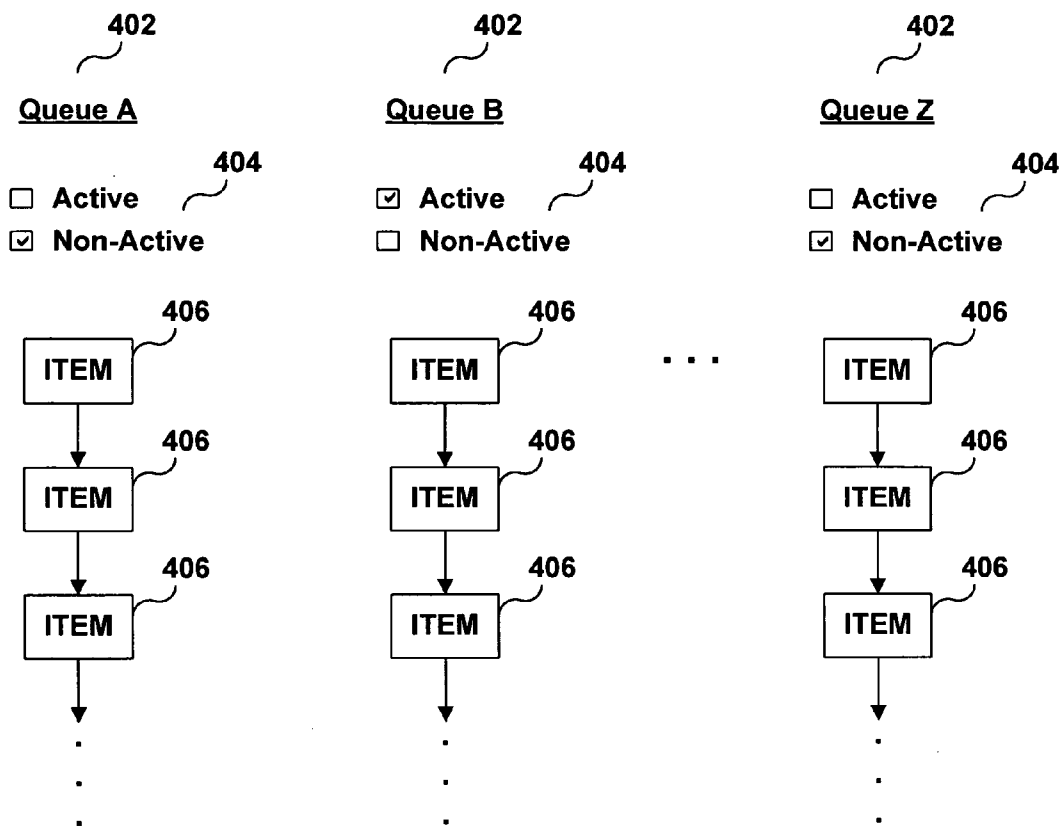 402 402 402
Queue A Queue B Queue Z
404 404 404
Active Active Active
Non-Active Non-Active Non-Active
406 406 406
ITEM ITEM . . . ITEM
406 406 406
ITEM ITEM ITEM
406 406 406
ITEM ITEM ITEM